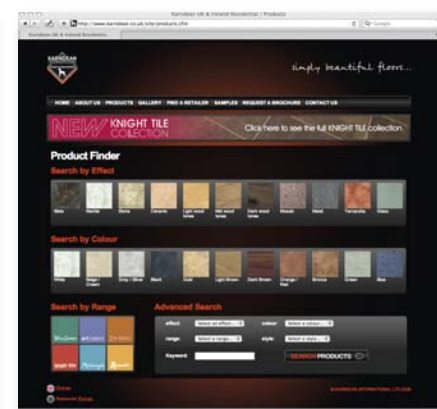 Karndean UK & Ireland Residential | Products
http://www.karndean.co.uk/site/products.cfm
Google
Karndean UK & Ireland Residentia...
KARNDEAN
simply beautiful floors...
HOME ABOUT US PRODUCTS GALLERY FIND A RETAILER SAMPLES REQUEST A BROCHURE CONTACT US
NEW KNIGHT TILE COLLECTION
Click here to see the full KNIGHT TILE collection
Product Finder
Search by Effect
Slate Marble Stone Ceramic Light wood tones Mid wood tones Dark wood tones Mosaic Metal Terracotta Glass
Search by Colour
White Beige / Cream Grey / Silver Black Gold Light Brown Dark Brown Orange / Red Bronze Green Blue
Search by Range
Advanced Search
effect Select an effect... colour Select a colour...
knight tile
range Select a range... style Select a style...
Keyword SEARCH PRODUCTS
© KARNDEAN INTERNATIONAL LTD 2008